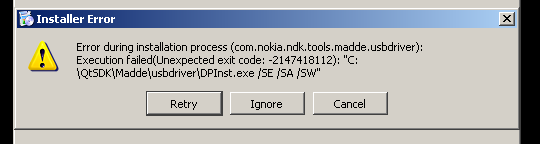 Installer Error
Error during installation process (com.nokia.ndk.tools.madde.usbdriver):
Execution failed(Unexpected exit code: -2147418112): "C:
\QtSDK\Madde\usbdriver\DPInst.exe /SE /SA /SW"
Retry
Ignore
Cancel